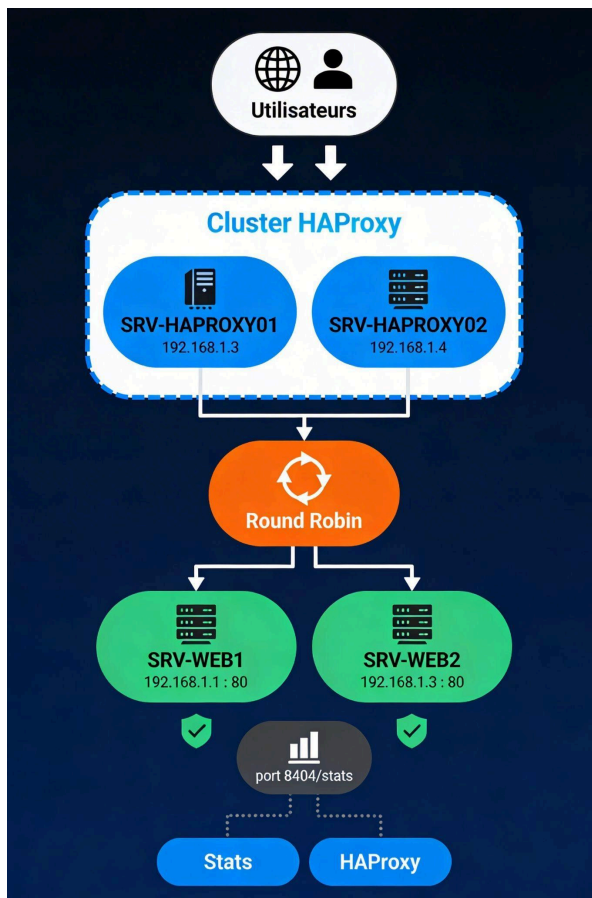 Utilisateurs
Cluster HAProxy
SRV-HAPROXY01
192.168.1.3
SRV-HAPROXY02
192.168.1.4
Round Robin
SRV-WEB1
192.168.1.1 : 80
SRV-WEB2
192.168.1.3 : 80
port 8404/stats
Stats
HAProxy